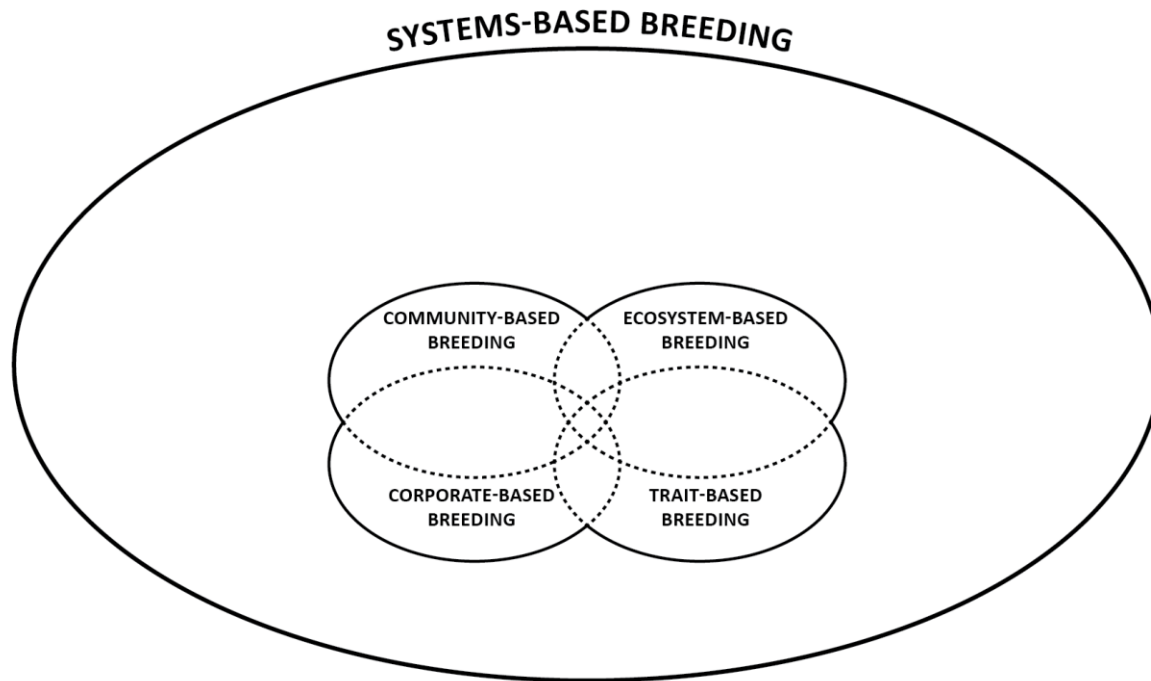 SYSTEMS-BASED BREEDING
COMMUNITY-BASED
BREEDING
ECOSYSTEM-BASED
BREEDING
CORPORATE-BASED
BREEDING
TRAIT-BASED
BREEDING